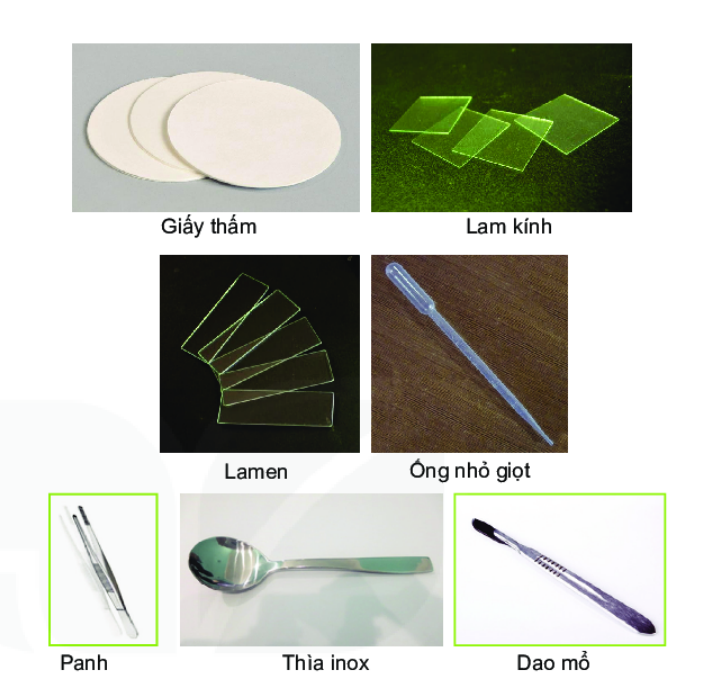 Giấy thấm
Lam kính
Lamen
Ống nhỏ giọt
Panh
Thìa inox
Dao mổ